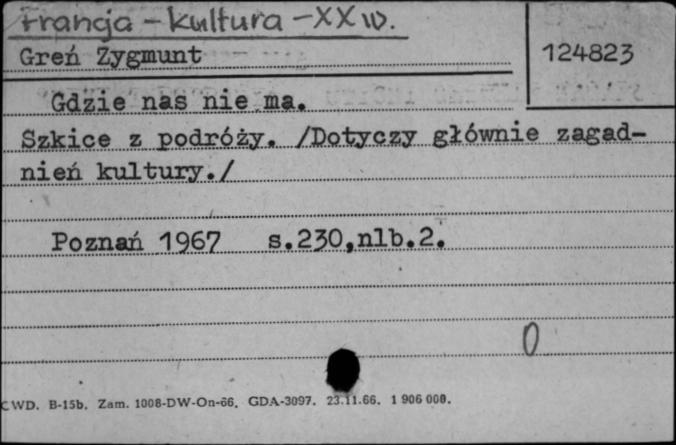 Francja – kultura – XX w.
Greń Zygmunt
124823
Gdzie nas nie ma.
Szkice z podróży. /Dotyczy głównie zagad-
nień kultury./
Poznań 1967 s.230,nlb.2.
0
CWD. B-15b. Zam. 1008-DW-On-66. GDA-3097. 23.11.66. 1 906 000.